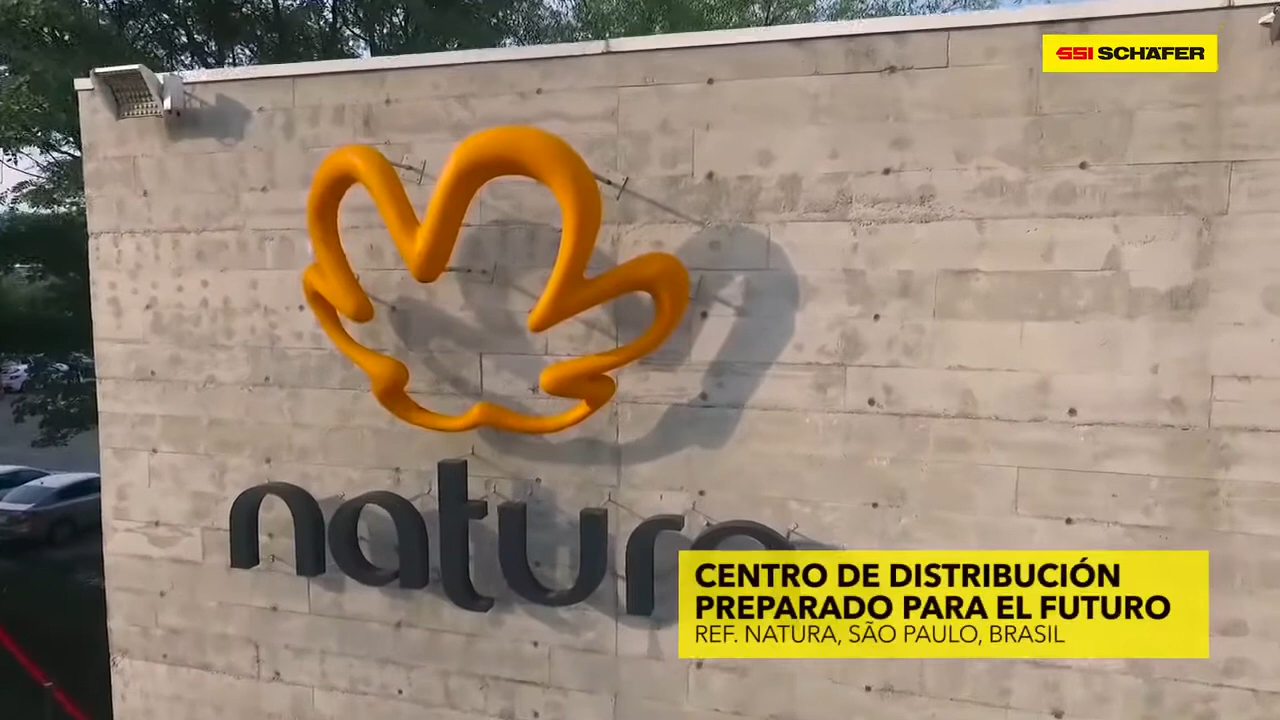 SSI SCHÄFER
natura
CENTRO DE DISTRIBUCIÓN
PREPARADO PARA EL FUTURO
REF. NATURA, SÃO PAULO, BRASIL